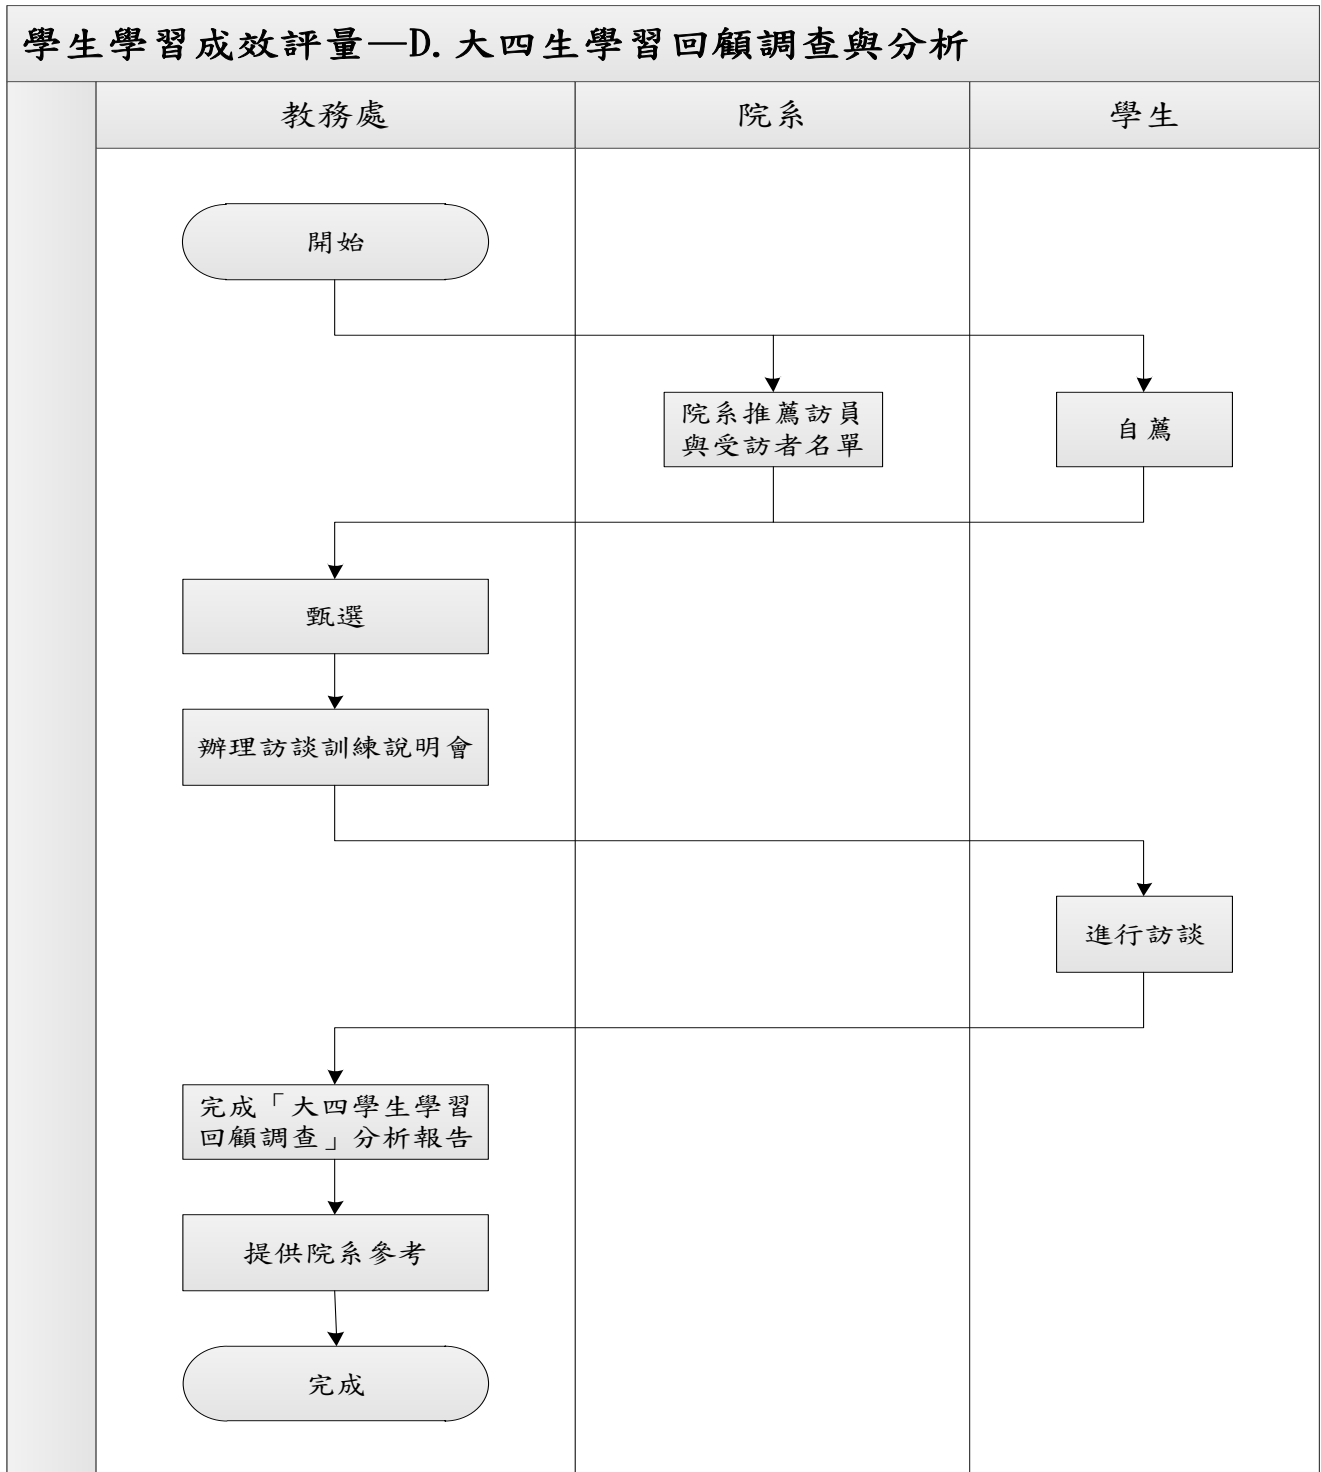 學生學習成效評量—D.大四生學習回顧調查與分析
教務處
院系
學生
開始
院系推薦訪員
與受訪者名單
自薦
甄選
辦理訪談訓練說明會
進行訪談
完成「大四學生學習
回顧調查」分析報告
提供院系參考
完成